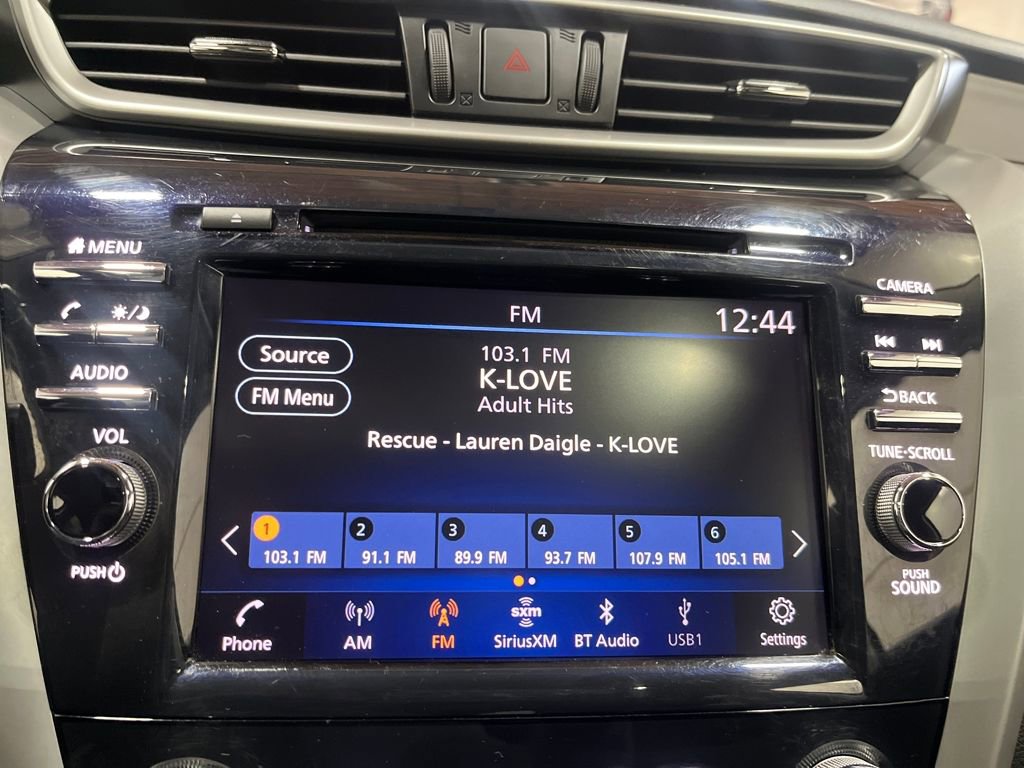 MENU
AUDIO
VOL
PUSH
FM
12:44
Source
FM Menu
103.1 FM
K-LOVE
Adult Hits
Rescue - Lauren Daigle - K-LOVE
1
103.1 FM
2
91.1 FM
3
89.9 FM
4
93.7 FM
5
107.9 FM
6
105.1 FM
Phone
AM
FM
sxm
SiriusXM
BT Audio
USB1
Settings
CAMERA
BACK
TUNE·SCROLL
PUSH
SOUND